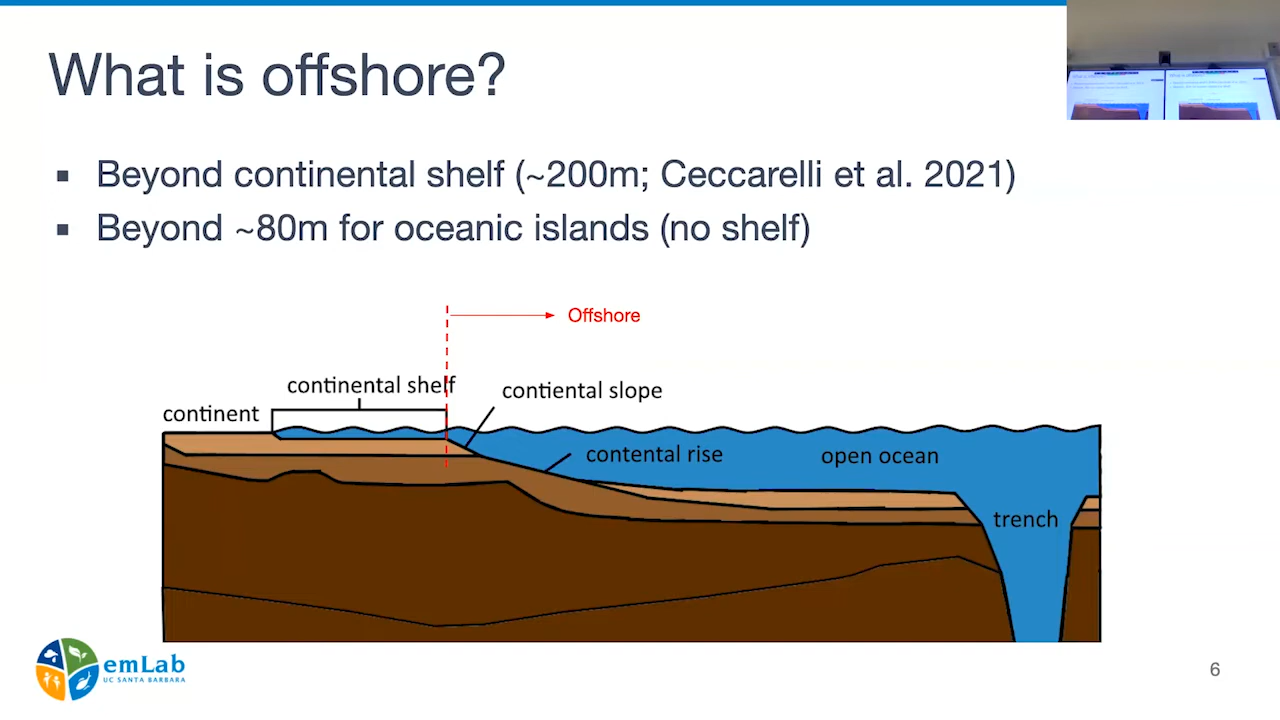 What is offshore?
Beyond continental shelf (~200m; Ceccarelli et al. 2021)
Beyond ~80m for oceanic islands (no shelf)
Offshore
continental shelf
contiental slope
continent
contental rise
open ocean
trench
emLab
UC SANTA BARBARA
6